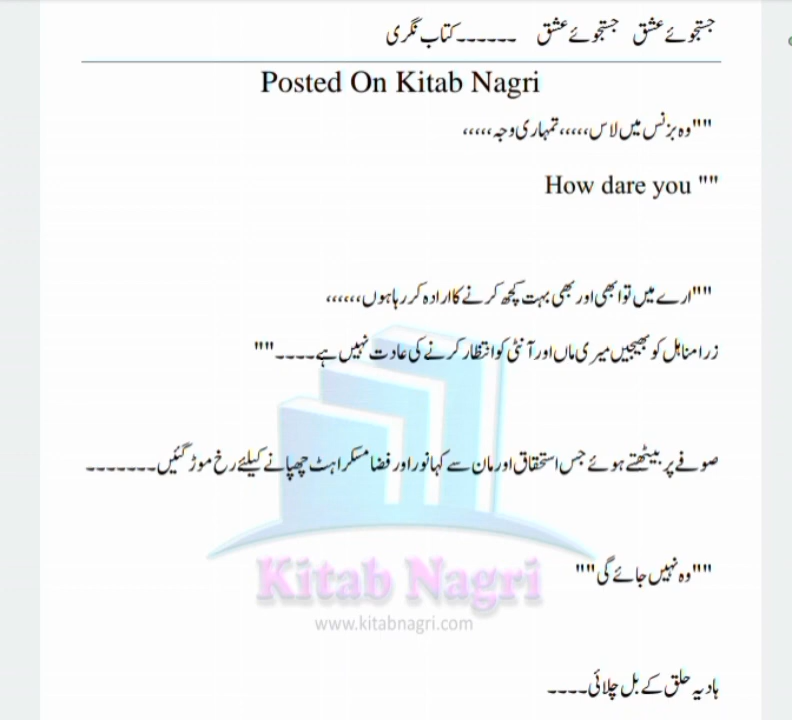 جستجوئے عشق جستجوئے عشق ------ کتاب نگری
Posted On Kitab Nagri
""وہ بزنس میں لاس،،،،،تمہاری وجہ،،،،،
How dare you ""
""ارے میں تو ابھی اور بھی بہت کچھ کرنے کا ارادہ کر رہا ہوں،،،،،،
زرا مناہل کو بھیجیں میری ماں اور آنٹی کو انتظار کرنے کی عادت نہیں ہے----""
صوفے پر بیٹھتے ہوئے جس استحقاق اور مان سے کہا نور اور فضا مسکراہٹ چھپانے کیلئے رخ موڑ گئیں-------
""وہ نہیں جائے گی""
Kitab Nagri
www.kitabnagri.com
ہادیہ حلق کے بل چلائی----